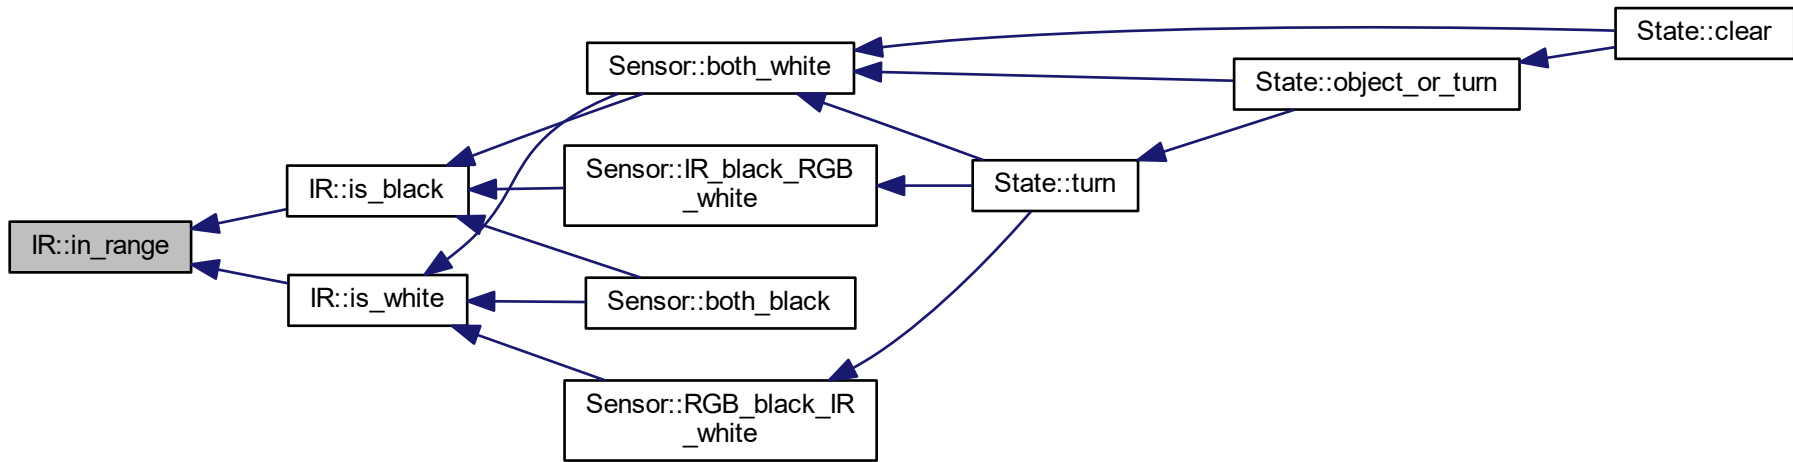 IR::in_range
IR::is_black
IR::is_white
Sensor::both_white
Sensor::IR_black_RGB
_white
Sensor::both_black
Sensor::RGB_black_IR
_white
State::turn
State::object_or_turn
State::clear